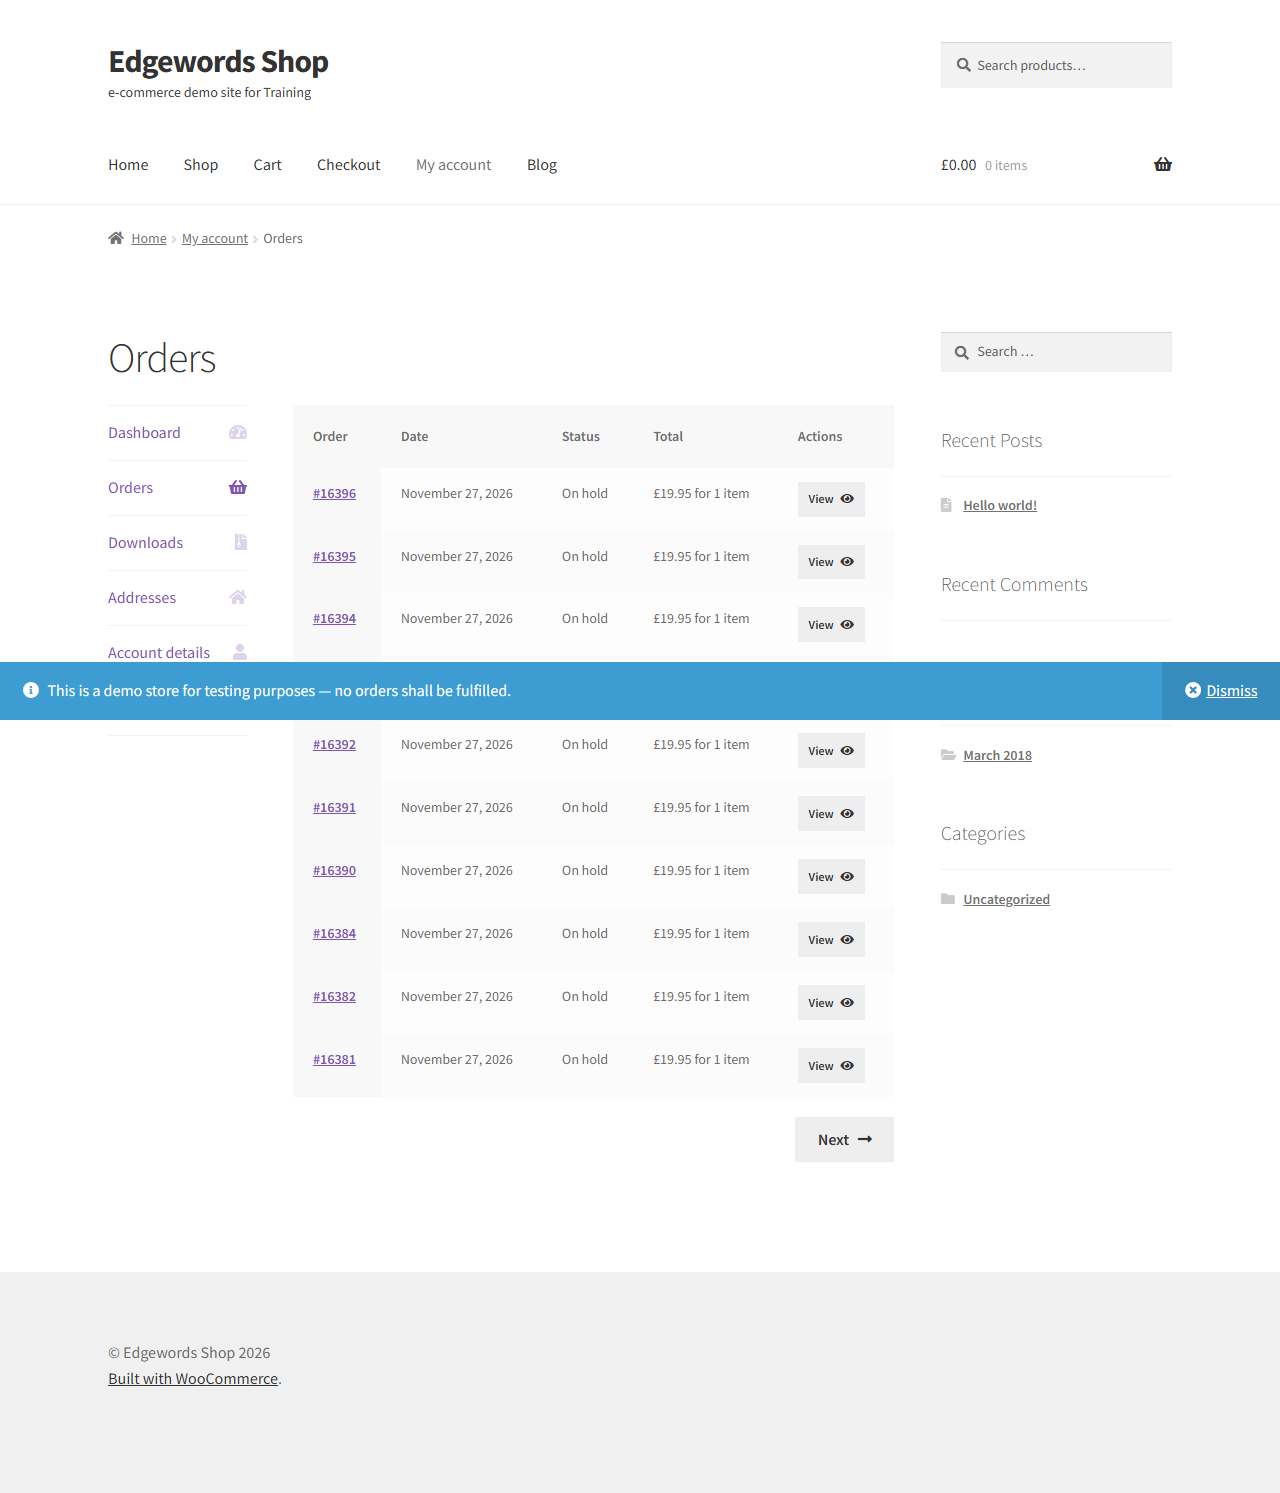 Edgewords Shop
e-commerce demo site for Training
Search products…
Home Shop Cart Checkout My account Blog
£0.00 0 items
Home My account Orders
Orders
Dashboard
Orders
Downloads
Addresses
Account details
Order Date Status Total Actions
#16396 November 27, 2026 On hold £19.95 for 1 item View
#16395 November 27, 2026 On hold £19.95 for 1 item View
#16394 November 27, 2026 On hold £19.95 for 1 item View
This is a demo store for testing purposes — no orders shall be fulfilled.
Dismiss
#16392 November 27, 2026 On hold £19.95 for 1 item View
#16391 November 27, 2026 On hold £19.95 for 1 item View
#16390 November 27, 2026 On hold £19.95 for 1 item View
#16384 November 27, 2026 On hold £19.95 for 1 item View
#16382 November 27, 2026 On hold £19.95 for 1 item View
#16381 November 27, 2026 On hold £19.95 for 1 item View
Next
Search …
Recent Posts
Hello world!
Recent Comments
March 2018
Categories
Uncategorized
© Edgewords Shop 2026
Built with WooCommerce.